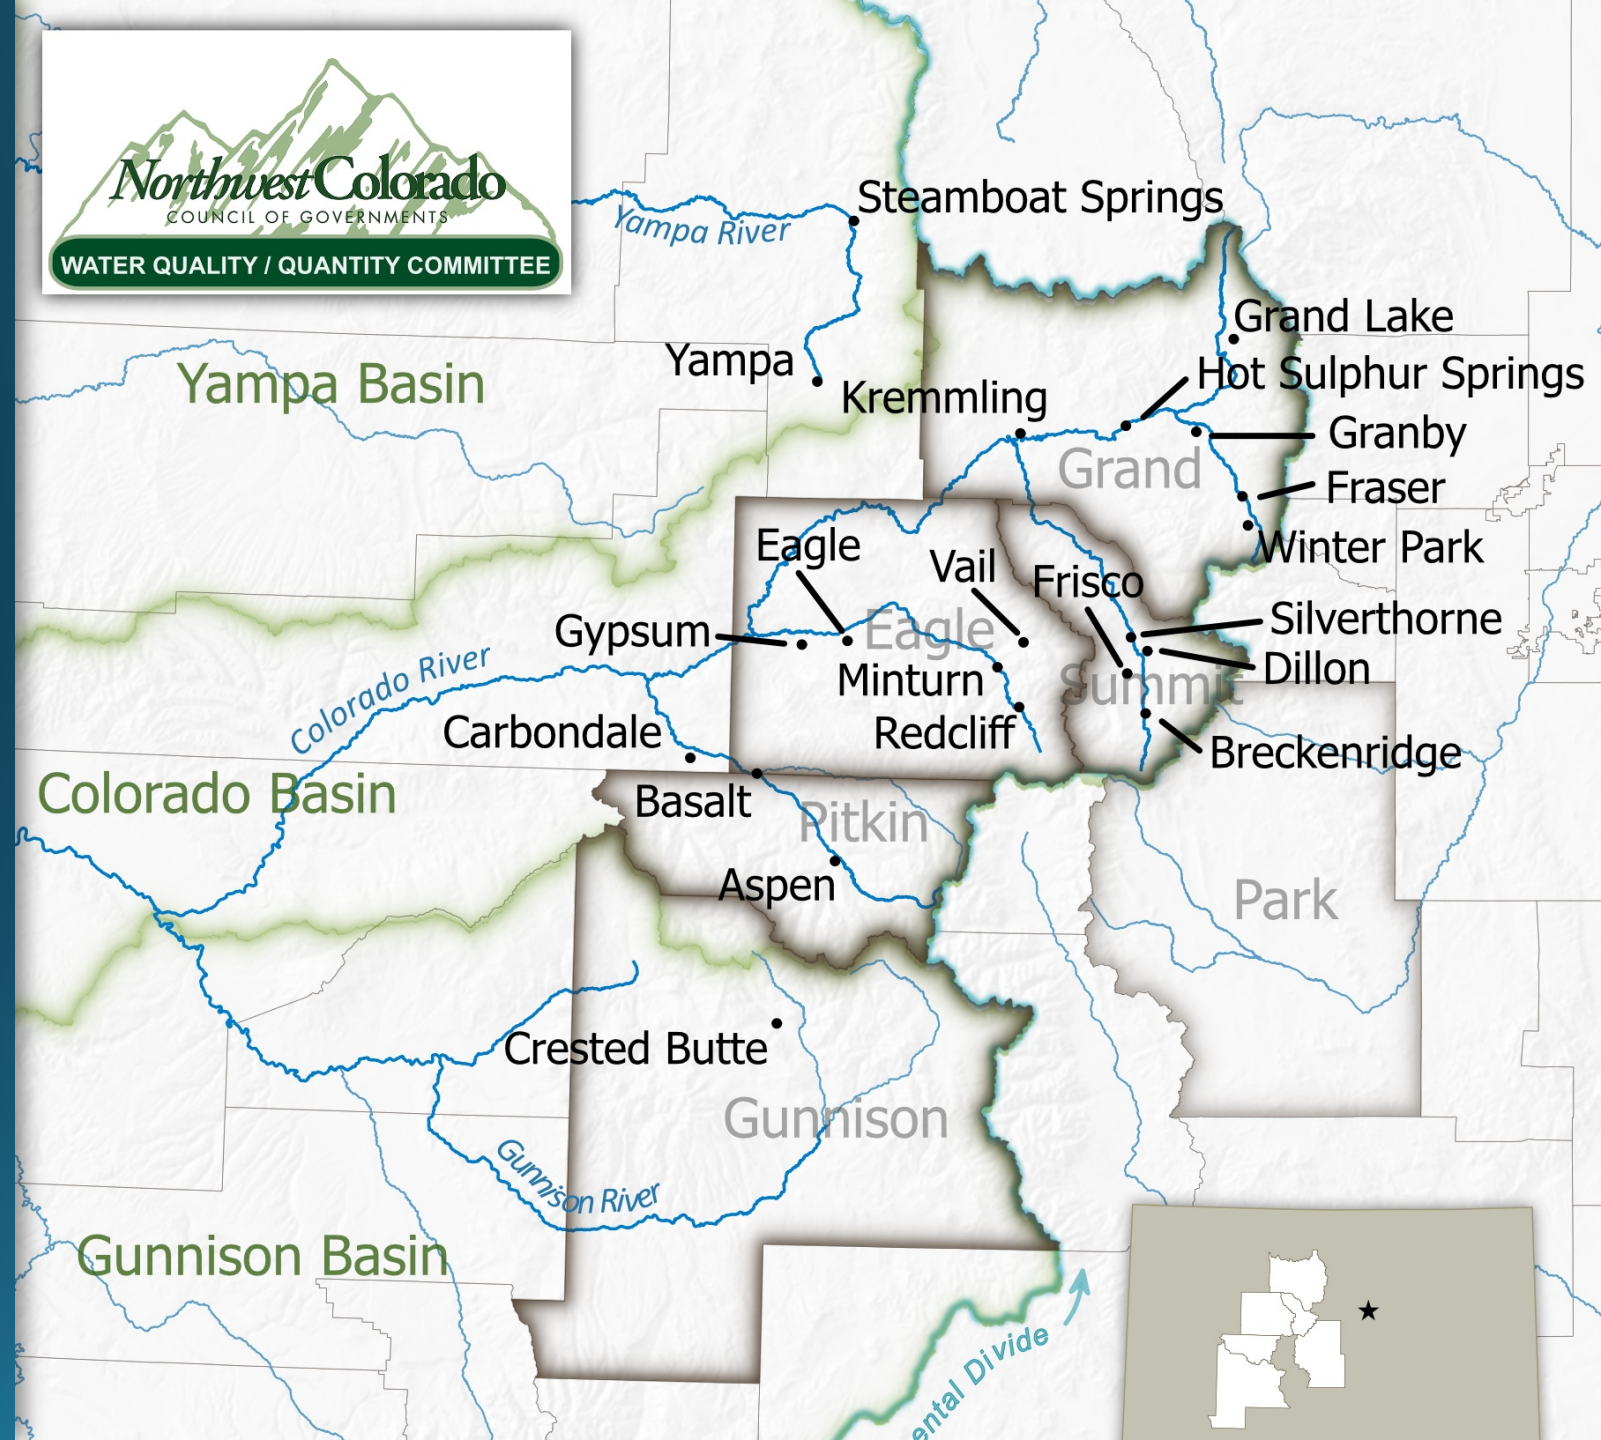 Northwest Colorado
COUNCIL OF GOVERNMENTS
WATER QUALITY / QUANTITY COMMITTEE
Steamboat Springs
Yampa River
Grand Lake
Yampa
Hot Sulphur Springs
Yampa Basin
Kremmling
Granby
Grand
Fraser
Eagle
Winter Park
Vail
Frisco
Silverthorne
Gypsum
Eagle
Dillon
Colorado River
Minturn
Summit
Carbondale
Redcliff
Breckenridge
Colorado Basin
Basalt
Pitkin
Aspen
Park
Crested Butte
Gunnison
Gunnison River
Gunnison Basin
ental Divide